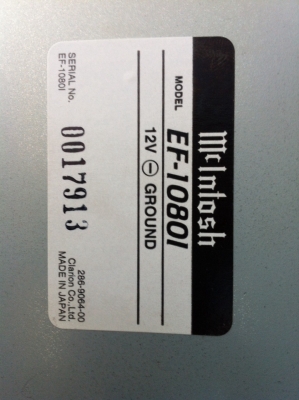 McIntosh
MODEL EF-1080I
12V ⊖ GROUND
SERIAL No.
EF-1080I
0017913
286-9064-00
Clarion Co.,Ltd.
MADE IN JAPAN